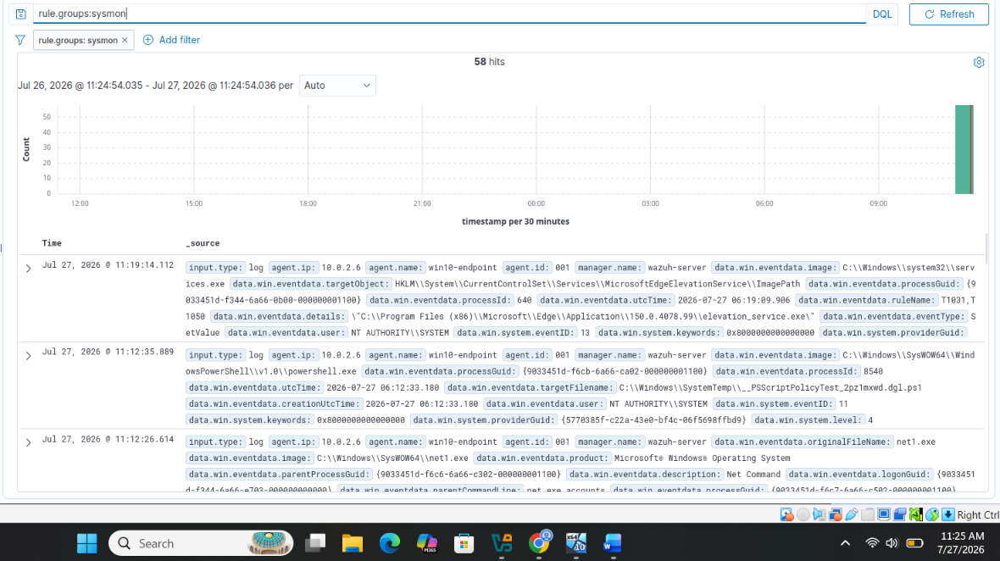 rule.groups:sysmon
DQL
Refresh
rule.groups: sysmon ×
Add filter
58 hits
Jul 26, 2026 @ 11:24:54.035 - Jul 27, 2026 @ 11:24:54.036 per
Auto
Count
50
40
30
20
10
0
12:00
15:00
18:00
21:00
00:00
03:00
06:00
09:00
timestamp per 30 minutes
Time
_source
Jul 27, 2026 @ 11:19:14.112
input.type: log agent.ip: 10.0.2.6 agent.name: win10-endpoint agent.id: 001 manager.name: wazuh-server data.win.eventdata.image: C:\\Windows\\system32\\serv
ices.exe data.win.eventdata.targetObject: HKLM\\System\\CurrentControlSet\\Services\\MicrosoftEdgeElevationService\\ImagePath data.win.eventdata.processGuid: {9
033451d-f344-6a66-0b00-000000001100} data.win.eventdata.processId: 640 data.win.eventdata.utcTime: 2026-07-27 06:19:09.906 data.win.eventdata.ruleName: T1031,T
1050 data.win.eventdata.details: \"C:\\Program Files (x86)\\Microsoft\\Edge\\Application\\150.0.4078.99\\elevation_service.exe\" data.win.eventdata.eventType: S
etValue data.win.eventdata.user: NT AUTHORITY\\SYSTEM data.win.system.eventID: 13 data.win.system.keywords: 0x8000000000000000 data.win.system.providerGuid:
Jul 27, 2026 @ 11:12:35.889
input.type: log agent.ip: 10.0.2.6 agent.name: win10-endpoint agent.id: 001 manager.name: wazuh-server data.win.eventdata.image: C:\\Windows\\SysWOW64\\Wind
owsPowerShell\\v1.0\\powershell.exe data.win.eventdata.processGuid: {9033451d-f6cb-6a66-ca02-000000001100} data.win.eventdata.processId: 8540
data.win.eventdata.utcTime: 2026-07-27 06:12:33.180 data.win.eventdata.targetFilename: C:\\Windows\\SystemTemp\\__PSScriptPolicyTest_2pz1mxwd.dgl.ps1
data.win.eventdata.creationUtcTime: 2026-07-27 06:12:33.180 data.win.eventdata.user: NT AUTHORITY\\SYSTEM data.win.system.eventID: 11
data.win.system.keywords: 0x8000000000000000 data.win.system.providerGuid: {5770385f-c22a-43e0-bf4c-06f5698ffbd9} data.win.system.level: 4
Jul 27, 2026 @ 11:12:26.614
input.type: log agent.ip: 10.0.2.6 agent.name: win10-endpoint agent.id: 001 manager.name: wazuh-server data.win.eventdata.originalFileName: net1.exe
data.win.eventdata.image: C:\\Windows\\SysWOW64\\net1.exe data.win.eventdata.product: Microsoft® Windows® Operating System
data.win.eventdata.parentProcessGuid: {9033451d-f6c6-6a66-c302-000000001100} data.win.eventdata.description: Net Command data.win.eventdata.logonGuid: {9033451
d-f344-6a66-e703-000000000000} data.win.eventdata.parentCommandLine: net.exe accounts data.win.eventdata.processGuid: {9033451d-f6c7-6a66-c502-000000001100}
Right Ctrl
Search
M365
x64
10
11:25 AM
7/27/2026